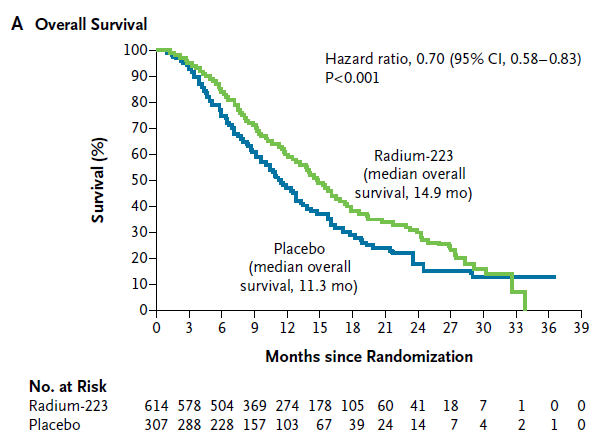 A Overall Survival
100
90
80
70
60
50
40
30
20
10
0
Survival (%)
Hazard ratio, 0.70 (95% CI, 0.58–0.83)
P<0.001
Radium-223
(median overall
survival, 14.9 mo)
Placebo
(median overall
survival, 11.3 mo)
0 3 6 9 12 15 18 21 24 27 30 33 36 39
Months since Randomization
No. at Risk
Radium-223 614 578 504 369 274 178 105 60 41 18 7 1 0 0
Placebo 307 288 228 157 103 67 39 24 14 7 4 2 1 0